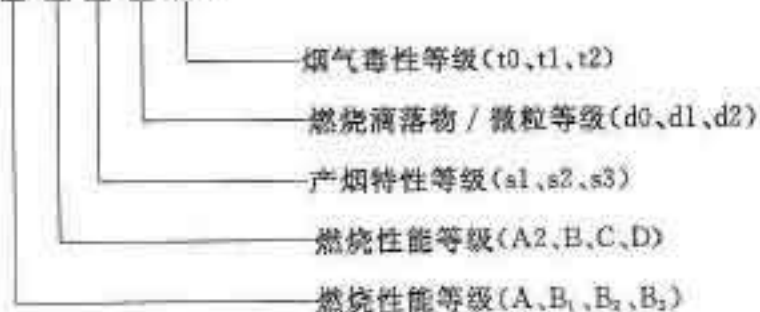 烟气毒性等级(t0、t1、t2)
燃烧滴落物 / 微粒等级(d0、d1、d2)
产烟特性等级(s1、s2、s3)
燃烧性能等级(A2、B、C、D)
燃烧性能等级(A、B₁、B₂、B₂)